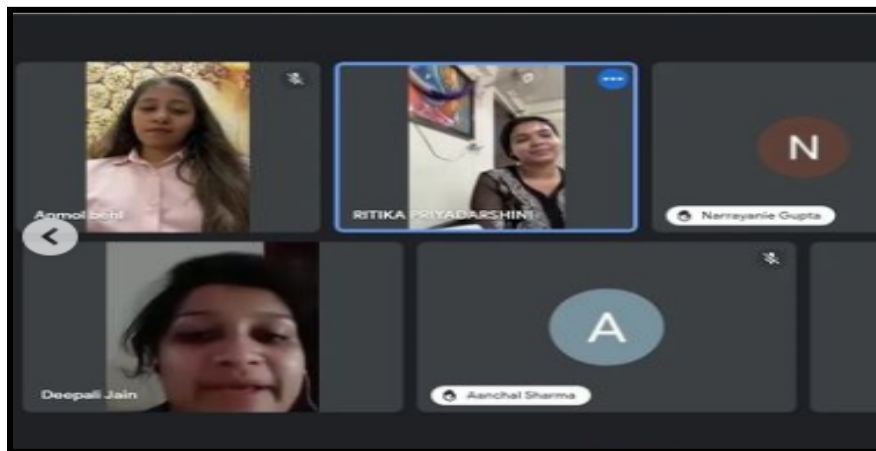 Anmol behl
RITIKA PRIYADARSHINI
N
Narrayanie Gupta
Deepali Jain
A
Aanchal Sharma